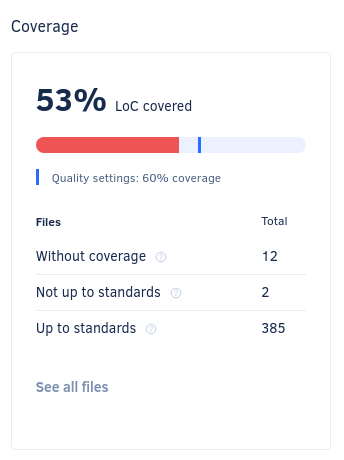 Coverage
53% LoC covered
Quality settings: 60% coverage
Files Total
Without coverage ? 12
Not up to standards ? 2
Up to standards ? 385
See all files